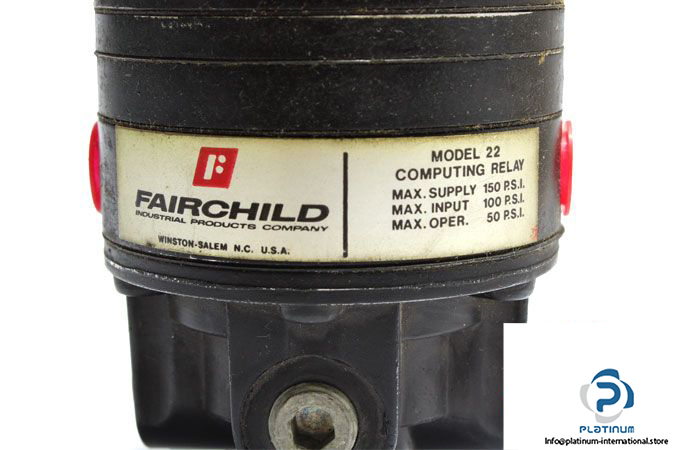 FAIRCHILD
INDUSTRIAL PRODUCTS COMPANY
WINSTON-SALEM N.C. U.S.A.
MODEL 22
COMPUTING RELAY
MAX. SUPPLY 150 P.S.I.
MAX. INPUT 100 P.S.I.
MAX. OPER. 50 P.S.I.
PLATINUM
info@platinum-international.store